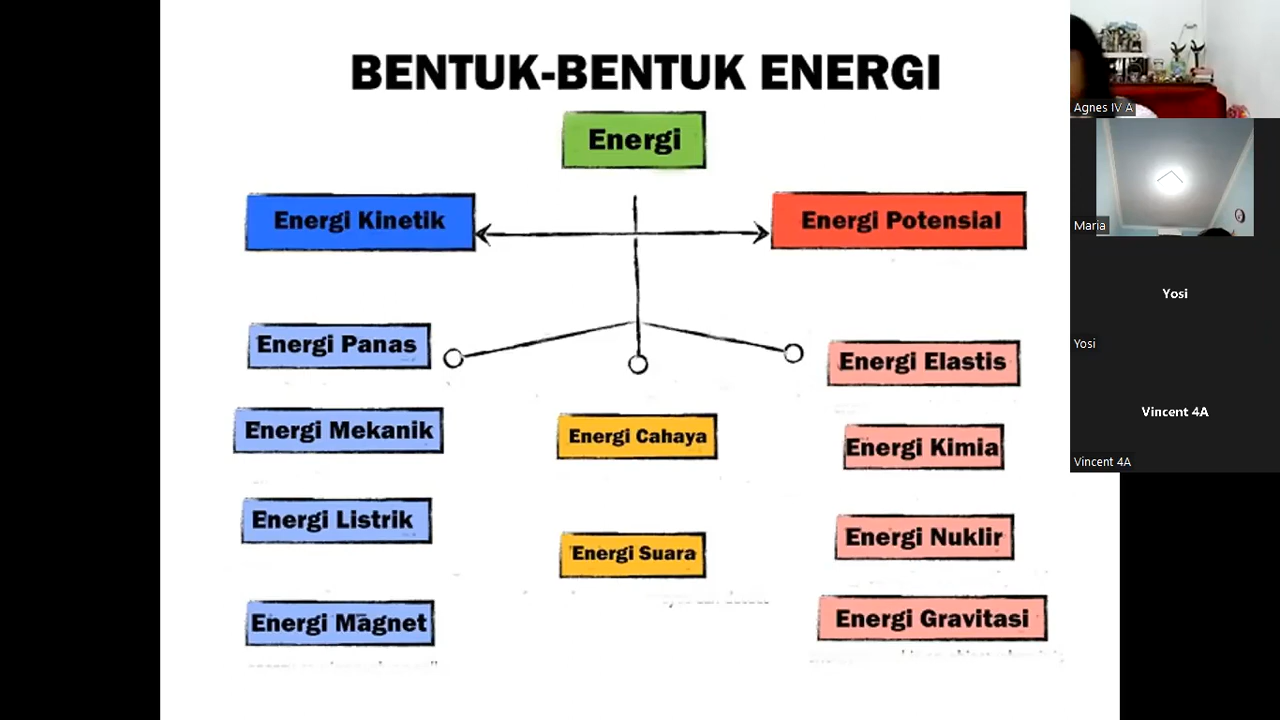 BENTUK-BENTUK ENERGI
Energi
Energi Kinetik
Energi Potensial
Energi Panas
Energi Mekanik
Energi Listrik
Energi Magnet
Energi Cahaya
Energi Suara
Energi Elastis
Energi Kimia
Energi Nuklir
Energi Gravitasi
Agnes IV A
Maria
Yosi
Yosi
Vincent 4A
Vincent 4A